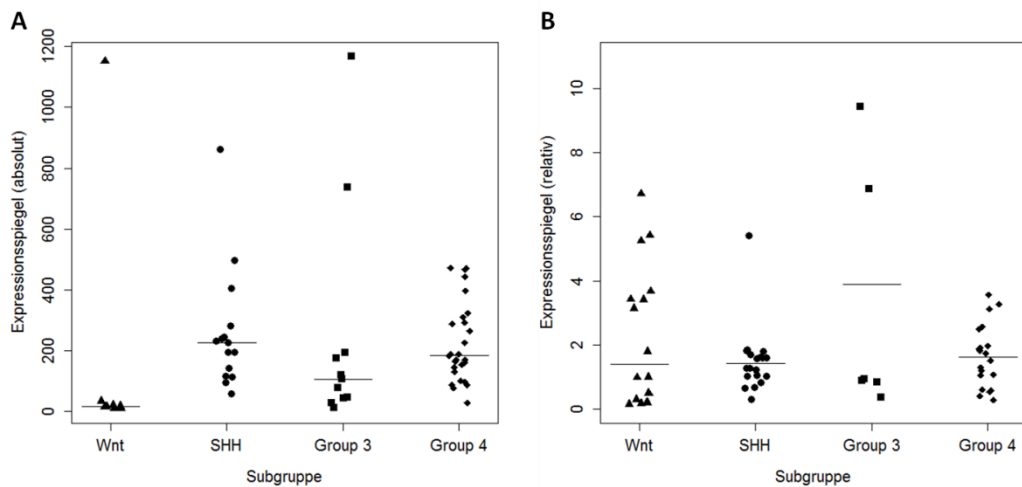 A
B
Expressionsspiegel (absolut)
1200
1000
800
600
400
200
0
Wnt SHH Group 3 Group 4
Subgruppe
Expressionsspiegel (relativ)
10
8
6
4
2
0
Wnt SHH Group 3 Group 4
Subgruppe